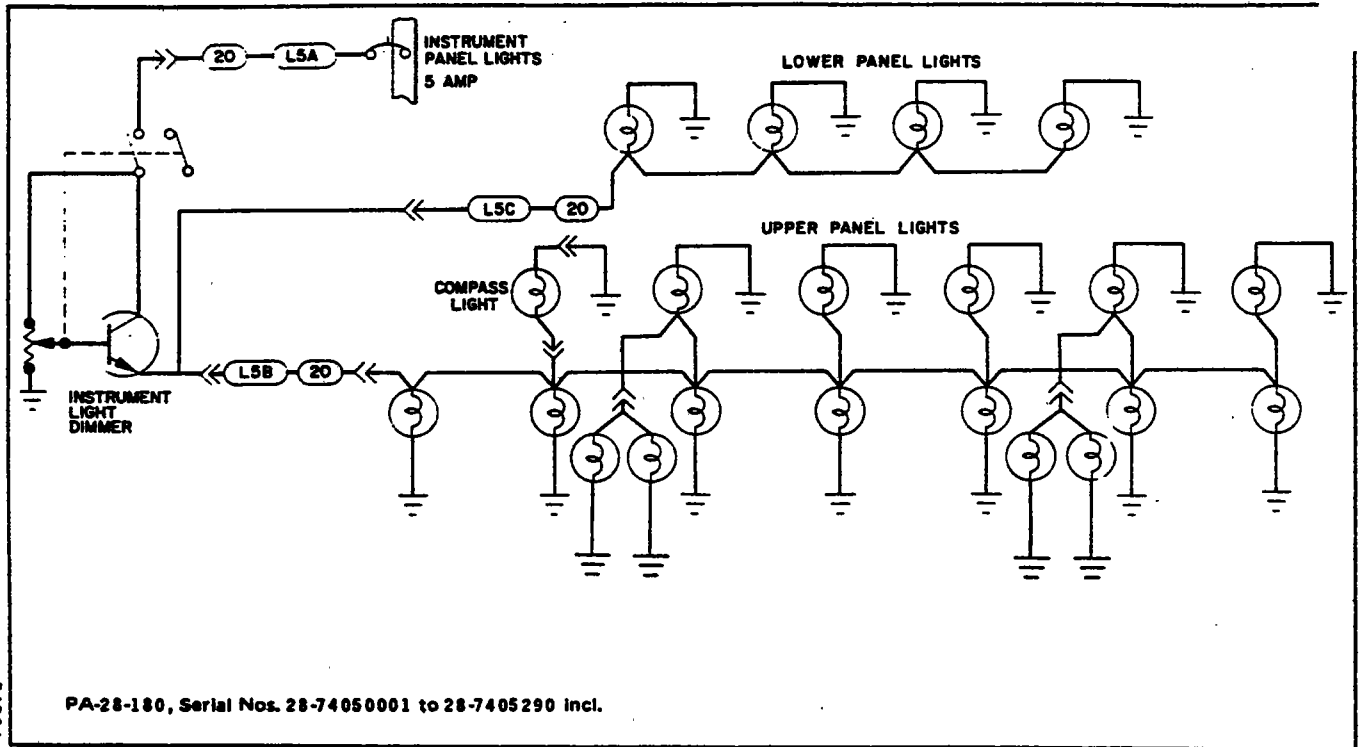 20
L5A
INSTRUMENT
PANEL LIGHTS
5 AMP
LOWER PANEL LIGHTS
L5C
20
UPPER PANEL LIGHTS
COMPASS
LIGHT
L5B
20
INSTRUMENT
LIGHT
DIMMER
PA-28-180, Serial Nos. 28-74050001 to 28-7405290 incl.